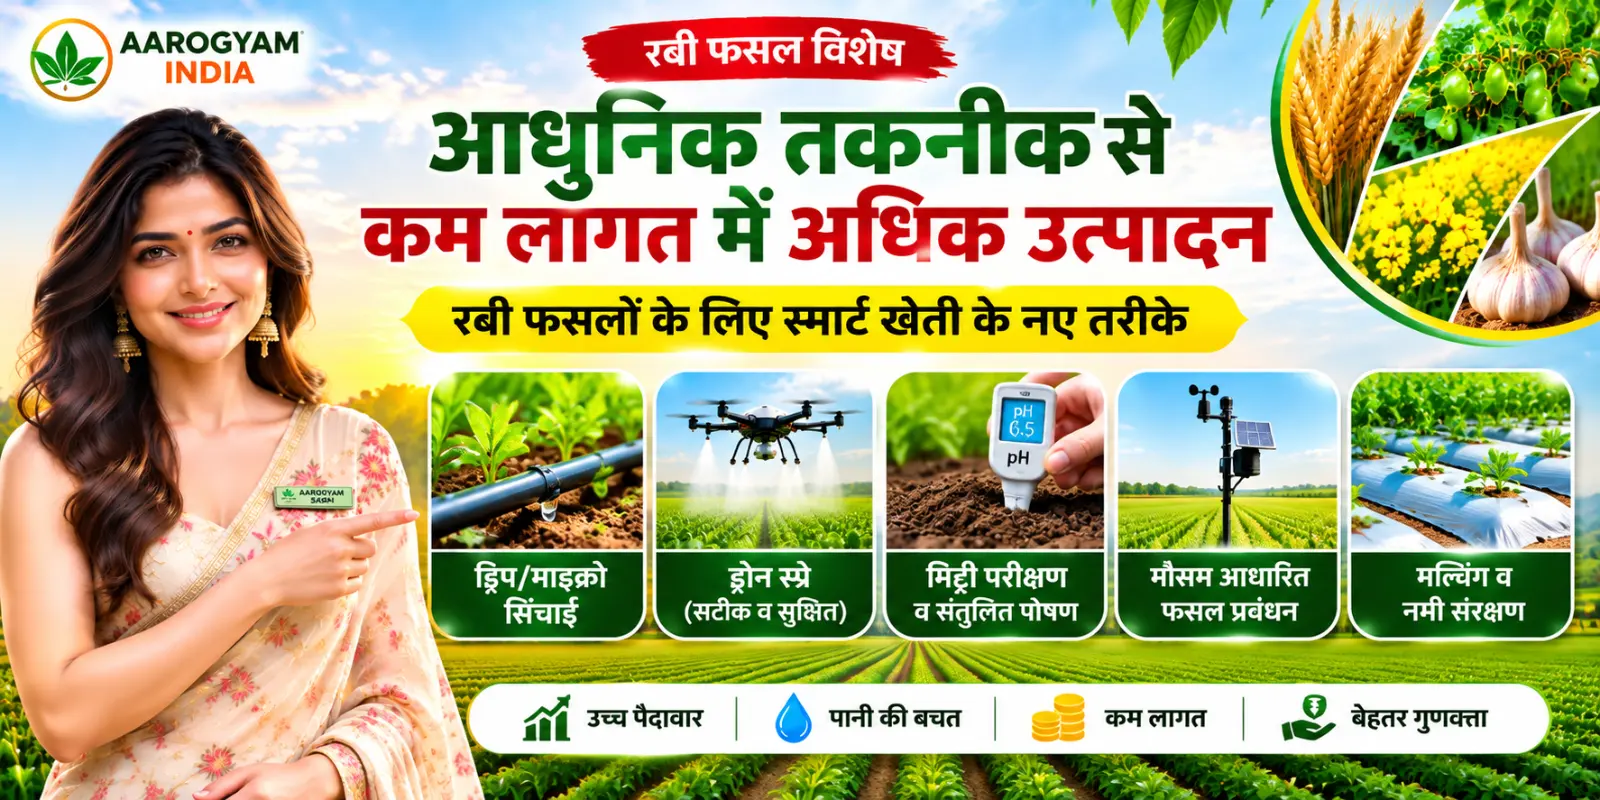 AAROGYAM
INDIA
रबी फसल विशेष
आधुनिक तकनीक से
कम लागत में अधिक उत्पादन
रबी फसलों के लिए स्मार्ट खेती के नए तरीके
AAROGYAM
pH
6.5
pH
ड्रिप/माइक्रो
सिंचाई
ड्रोन स्प्रे
(सटीक व सुक्षित)
मिट्टी परीक्षण
व संतुलित पोषण
मौसम आधारित
फसल प्रबंधन
मल्चिंग व
नमी संरक्षण
उच्च पैदावार
पानी की बचत
कम लागत
बेहतर गुणवत्ता